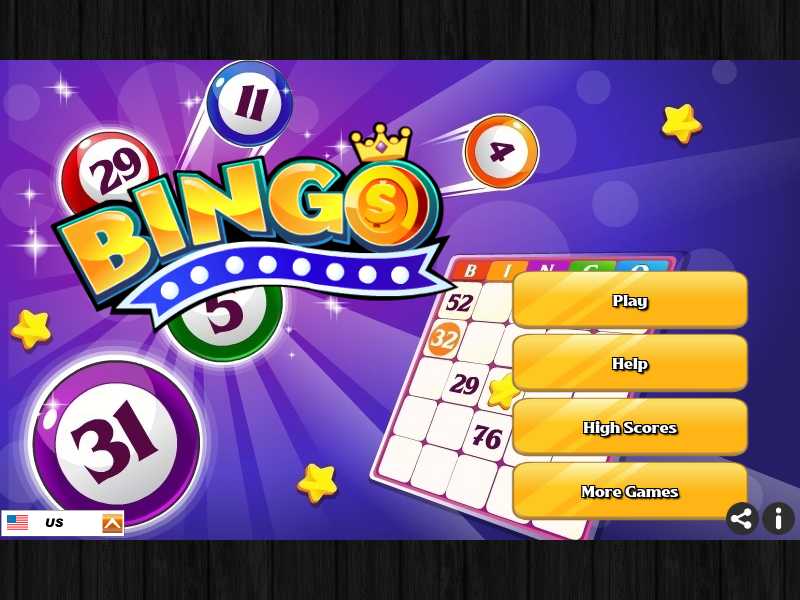 11
29
4
BINGO
5
B I N G O
52
32
29
76
31
Play
Help
High Scores
More Games
US